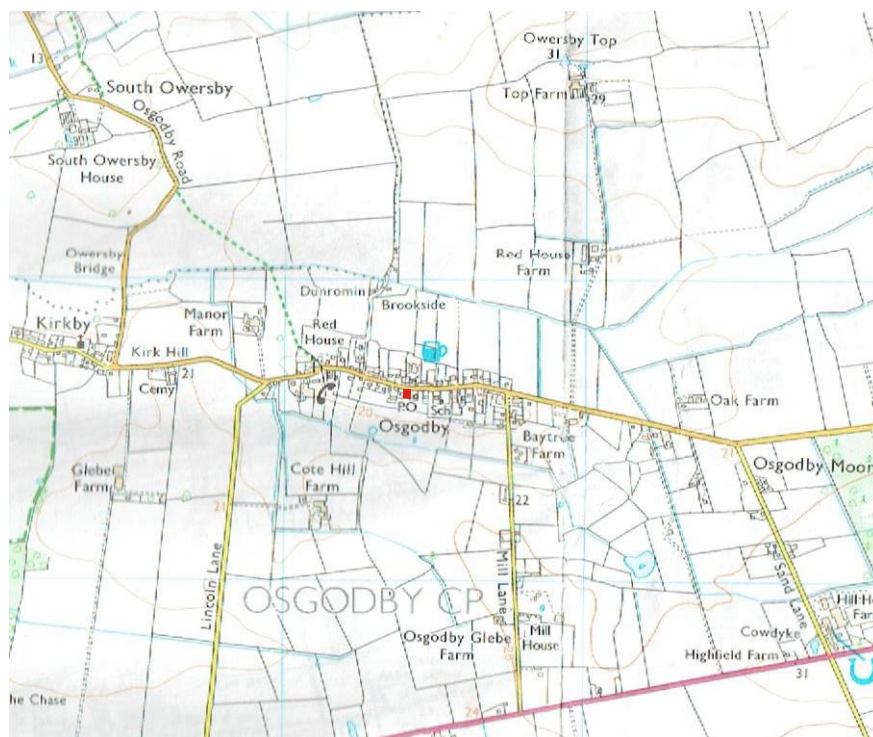 Owersby Top
31
13
South Owersby
Top Farm
29
Osgodby Road
South Owersby
House
Owersby
Bridge
Red House
Farm
19
Dunromin
Brookside
Manor
Farm
Red
House
Kirkby
Kirk Hill
21
Cemy
20
PO
Sch
Osgodby
Oak Farm
Baytree
Farm
21
Osgodby Moor
Glebe
Farm
Cote Hill
Farm
21
22
Lincoln Lane
Mill Lane
Sand Lane
OSGODBY CP
Osgodby Glebe
Farm
Mill
House
Cowdyke
Highfield Farm
31
24
he Chase